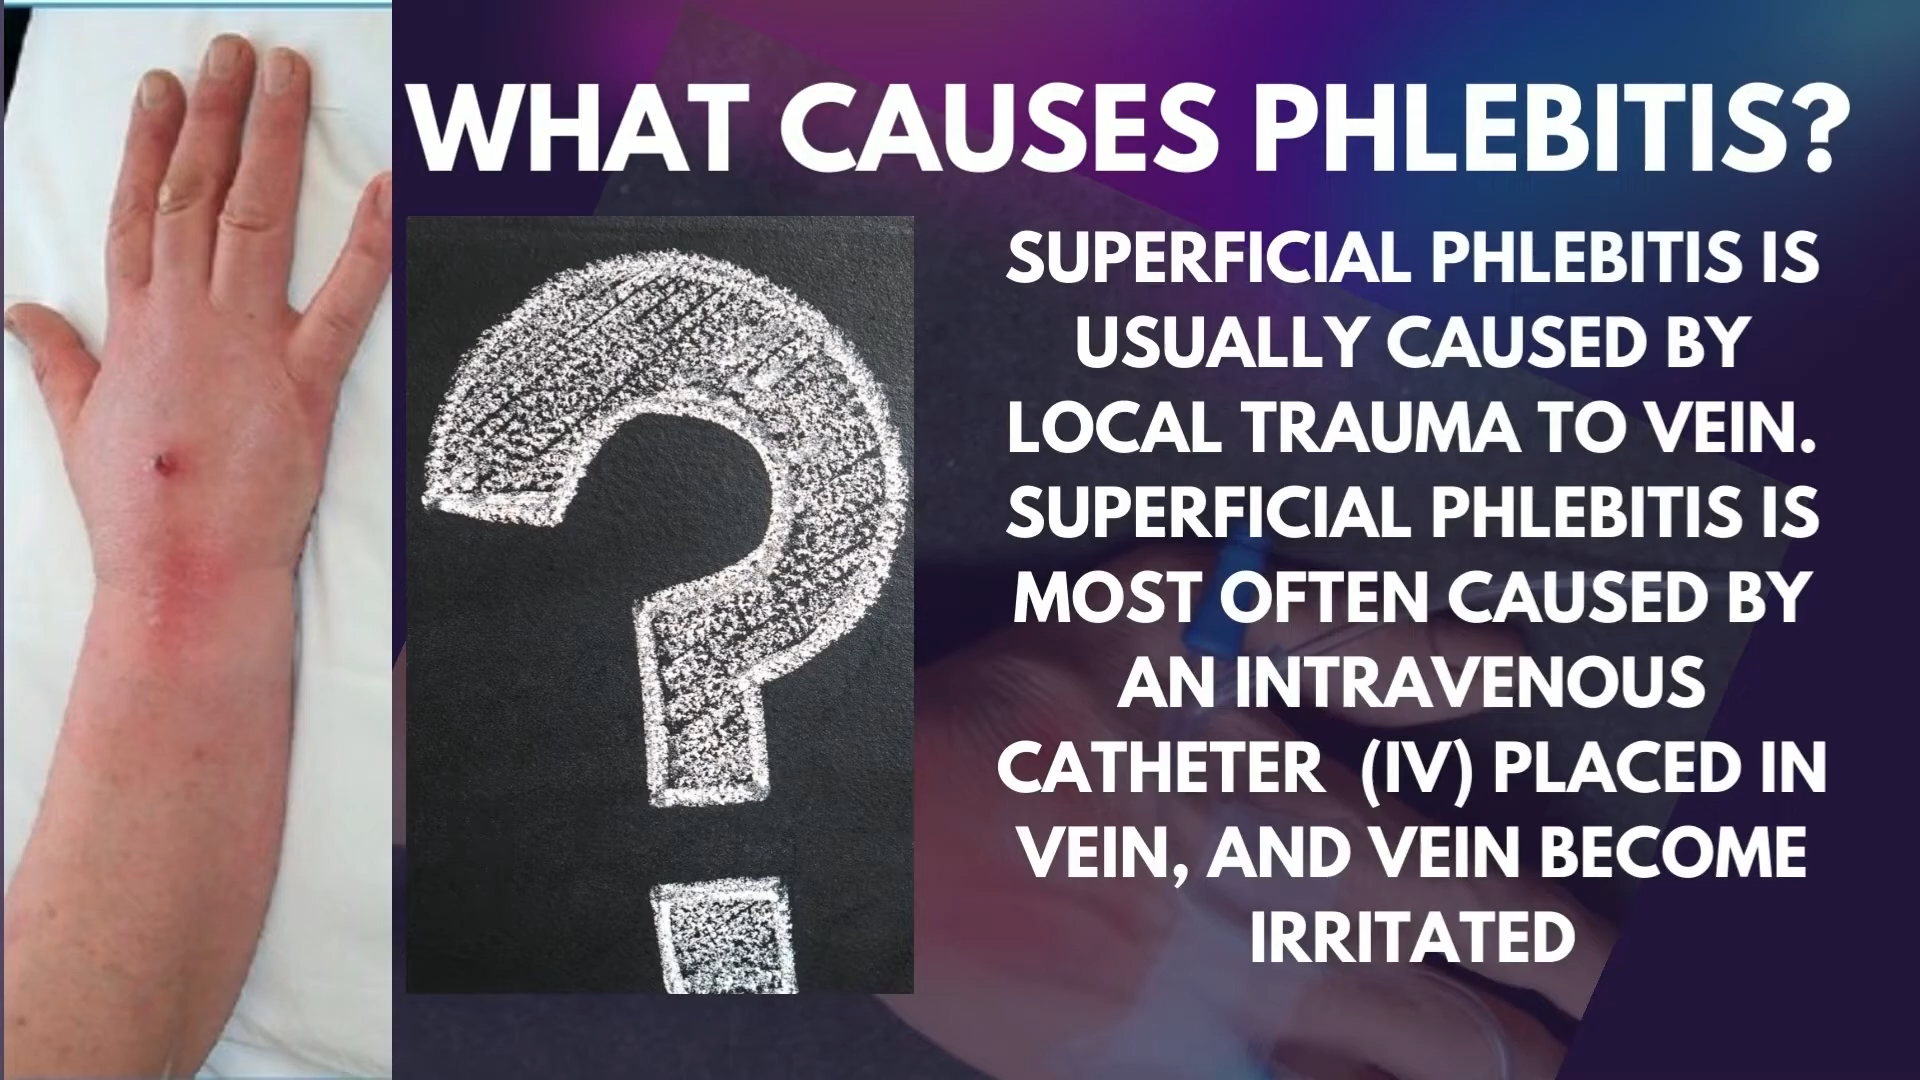 WHAT CAUSES PHLEBITIS?
SUPERFICIAL PHLEBITIS IS
USUALLY CAUSED BY
LOCAL TRAUMA TO VEIN.
SUPERFICIAL PHLEBITIS IS
MOST OFTEN CAUSED BY
AN INTRAVENOUS
CATHETER  (IV) PLACED IN
VEIN, AND VEIN BECOME
IRRITATED